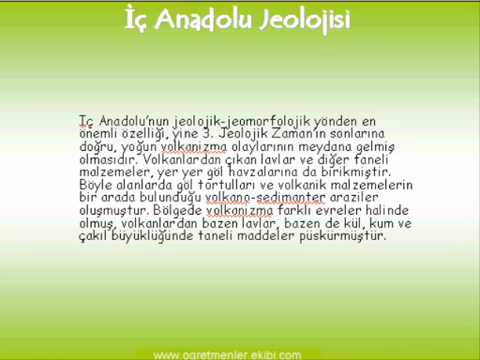 İç Anadolu Jeolojisi
İç Anadolu'nun jeolojik-jeomorfolojik yönden en
önemli özelliği, yine 3. Jeolojik Zaman'ın sonlarına
doğru, yoğun volkanizma olaylarının meydana gelmiş
olmasıdır. Volkanlardan çıkan lavlar ve diğer taneli
malzemeler, yer yer göl havzalarına da birikmiştir.
Böyle alanlarda göl tortulları ve volkanik malzemelerin
bir arada bulunduğu volkano-sedimanter araziler
oluşmuştur. Bölgede volkanizma farklı evreler halinde
olmuş, volkanlardan bazen lavlar, bazen de kül, kum ve
çakıl büyüklüğünde taneli maddeler püskürmüştür.
www.ogretmenler.ekibi.com